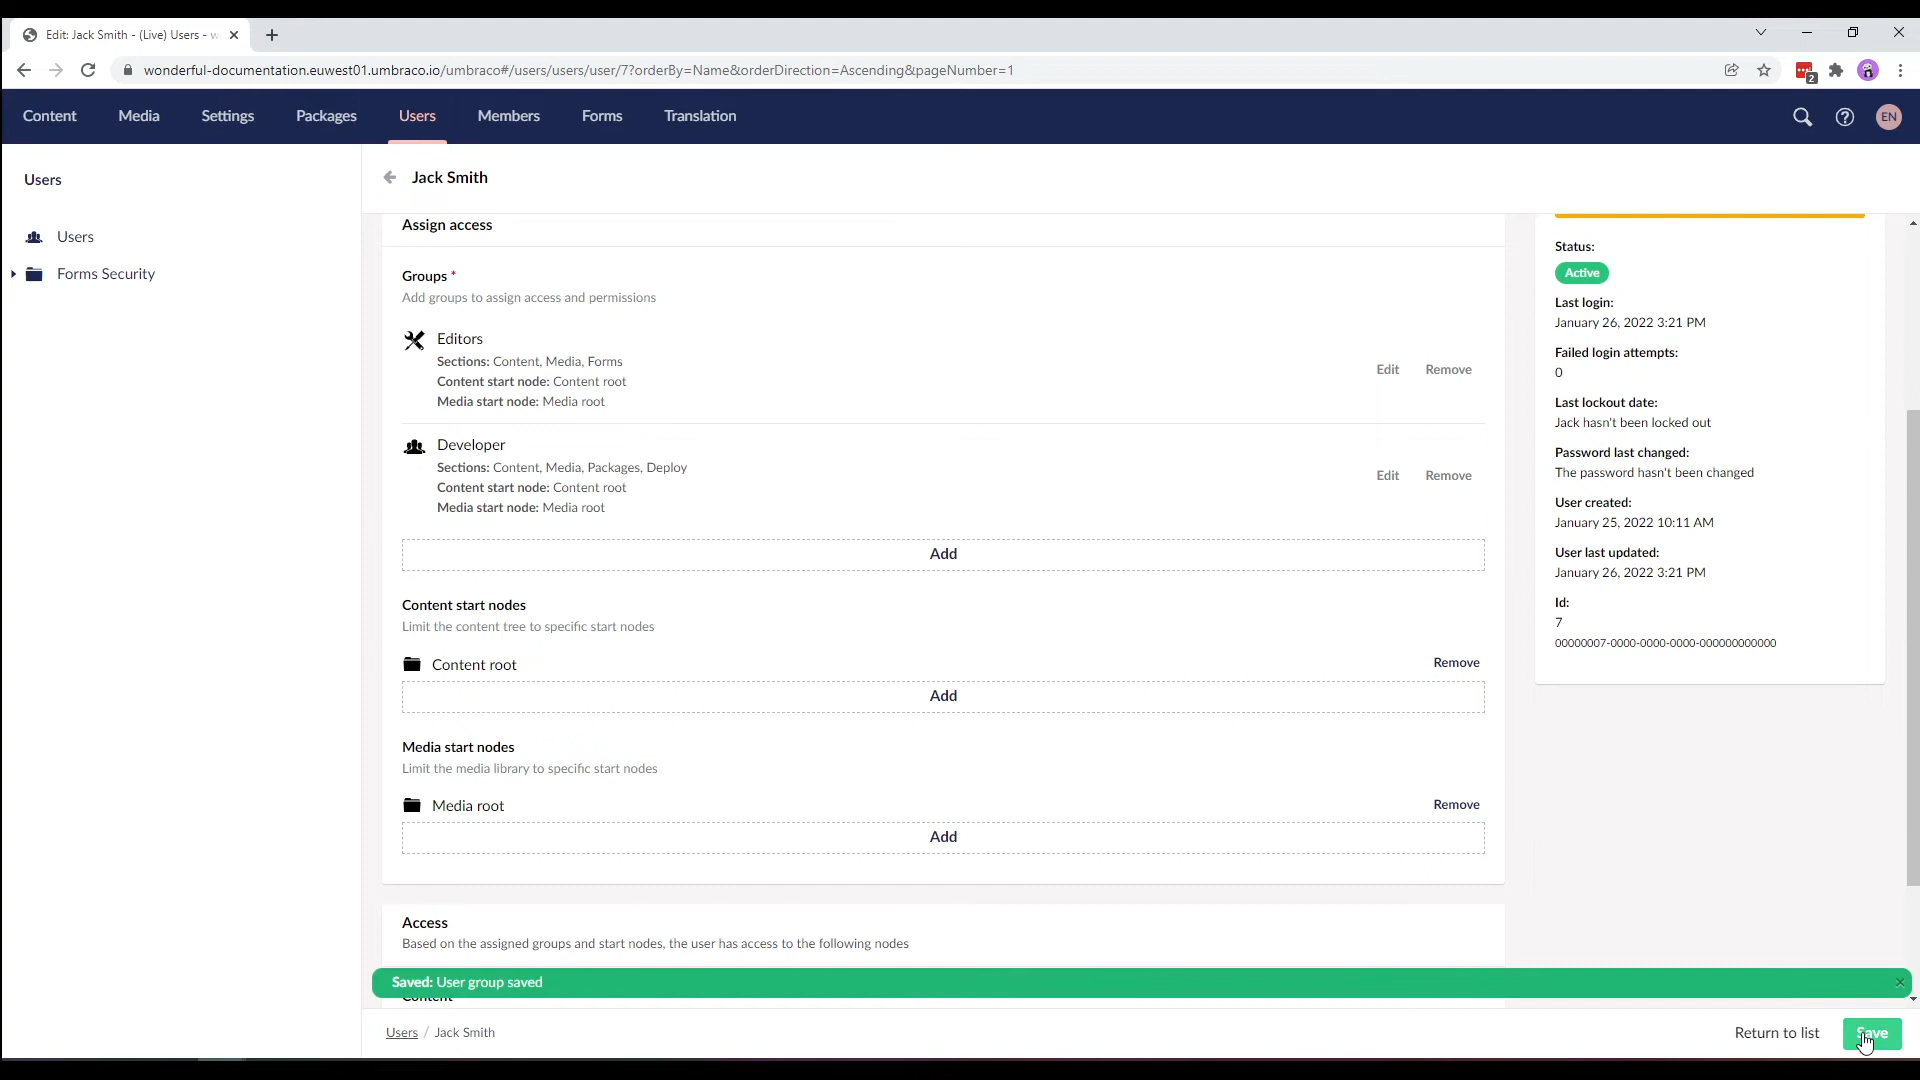 Edit: Jack Smith - (Live) Users - w
wonderful-documentation.euwest01.umbraco.io/umbraco#/users/users/user/7?orderBy=Name&orderDirection=Ascending&pageNumber=1
2
Content Media Settings Packages Users Members Forms Translation
EN
Users
Users
Forms Security
Jack Smith
Assign access
Groups *
Add groups to assign access and permissions
Editors
Sections: Content, Media, Forms
Content start node: Content root
Media start node: Media root
Edit Remove
Developer
Sections: Content, Media, Packages, Deploy
Content start node: Content root
Media start node: Media root
Edit Remove
Add
Content start nodes
Limit the content tree to specific start nodes
Content root
Remove
Add
Media start nodes
Limit the media library to specific start nodes
Media root
Remove
Add
Access
Based on the assigned groups and start nodes, the user has access to the following nodes
Saved: User group saved
Content
Status:
Active
Last login:
January 26, 2022 3:21 PM
Failed login attempts:
0
Last lockout date:
Jack hasn't been locked out
Password last changed:
The password hasn't been changed
User created:
January 25, 2022 10:11 AM
User last updated:
January 26, 2022 3:21 PM
Id:
7
00000007-0000-0000-0000-000000000000
Users / Jack Smith
Return to list
Save